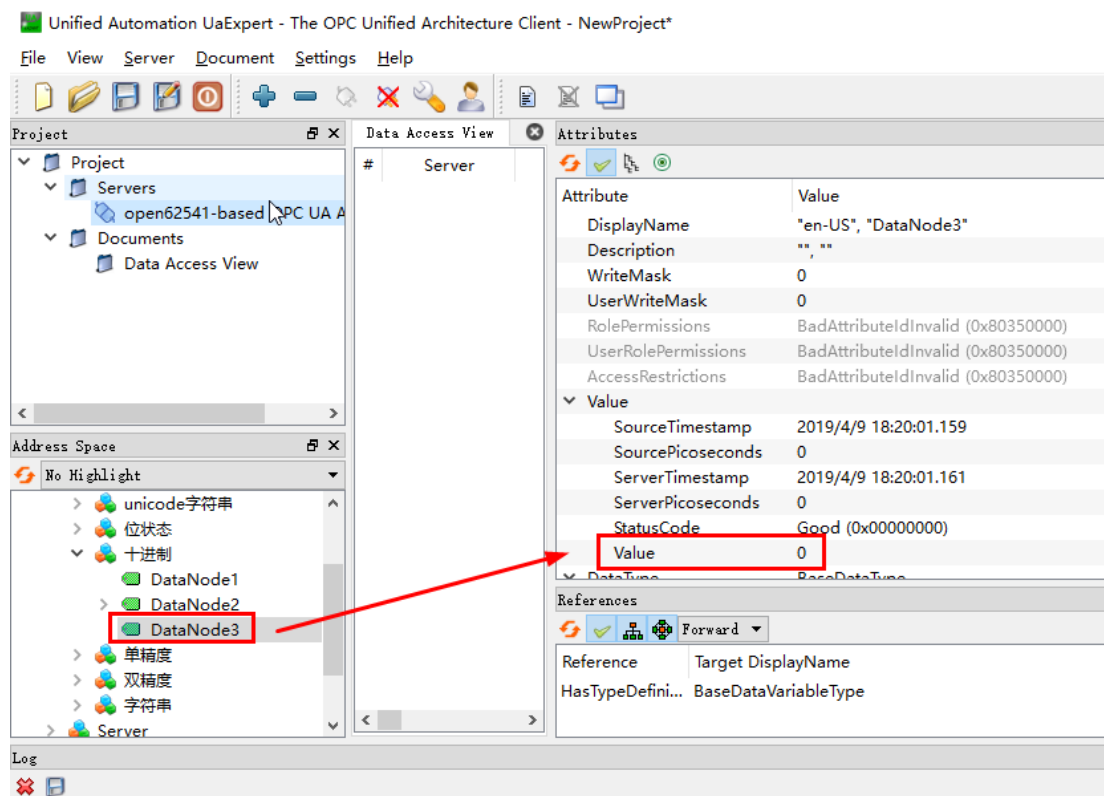 Unified Automation UaExpert - The OPC Unified Architecture Client - NewProject*
File View Server Document Settings Help
Project
Project
Servers
open62541-based OPC UA A
Documents
Data Access View
Address Space
No Highlight
unicode字符串
位状态
十进制
DataNode1
DataNode2
DataNode3
单精度
双精度
字符串
Server
Data Access View
# Server
Attributes
Attribute Value
DisplayName "en-US", "DataNode3"
Description "", ""
WriteMask 0
UserWriteMask 0
RolePermissions BadAttributeIdInvalid (0x80350000)
UserRolePermissions BadAttributeIdInvalid (0x80350000)
AccessRestrictions BadAttributeIdInvalid (0x80350000)
Value
SourceTimestamp 2019/4/9 18:20:01.159
SourcePicoseconds 0
ServerTimestamp 2019/4/9 18:20:01.161
ServerPicoseconds 0
StatusCode Good (0x00000000)
Value 0
DataType BaseDataType
References
Forward
Reference Target DisplayName
HasTypeDefini... BaseDataVariableType
Log